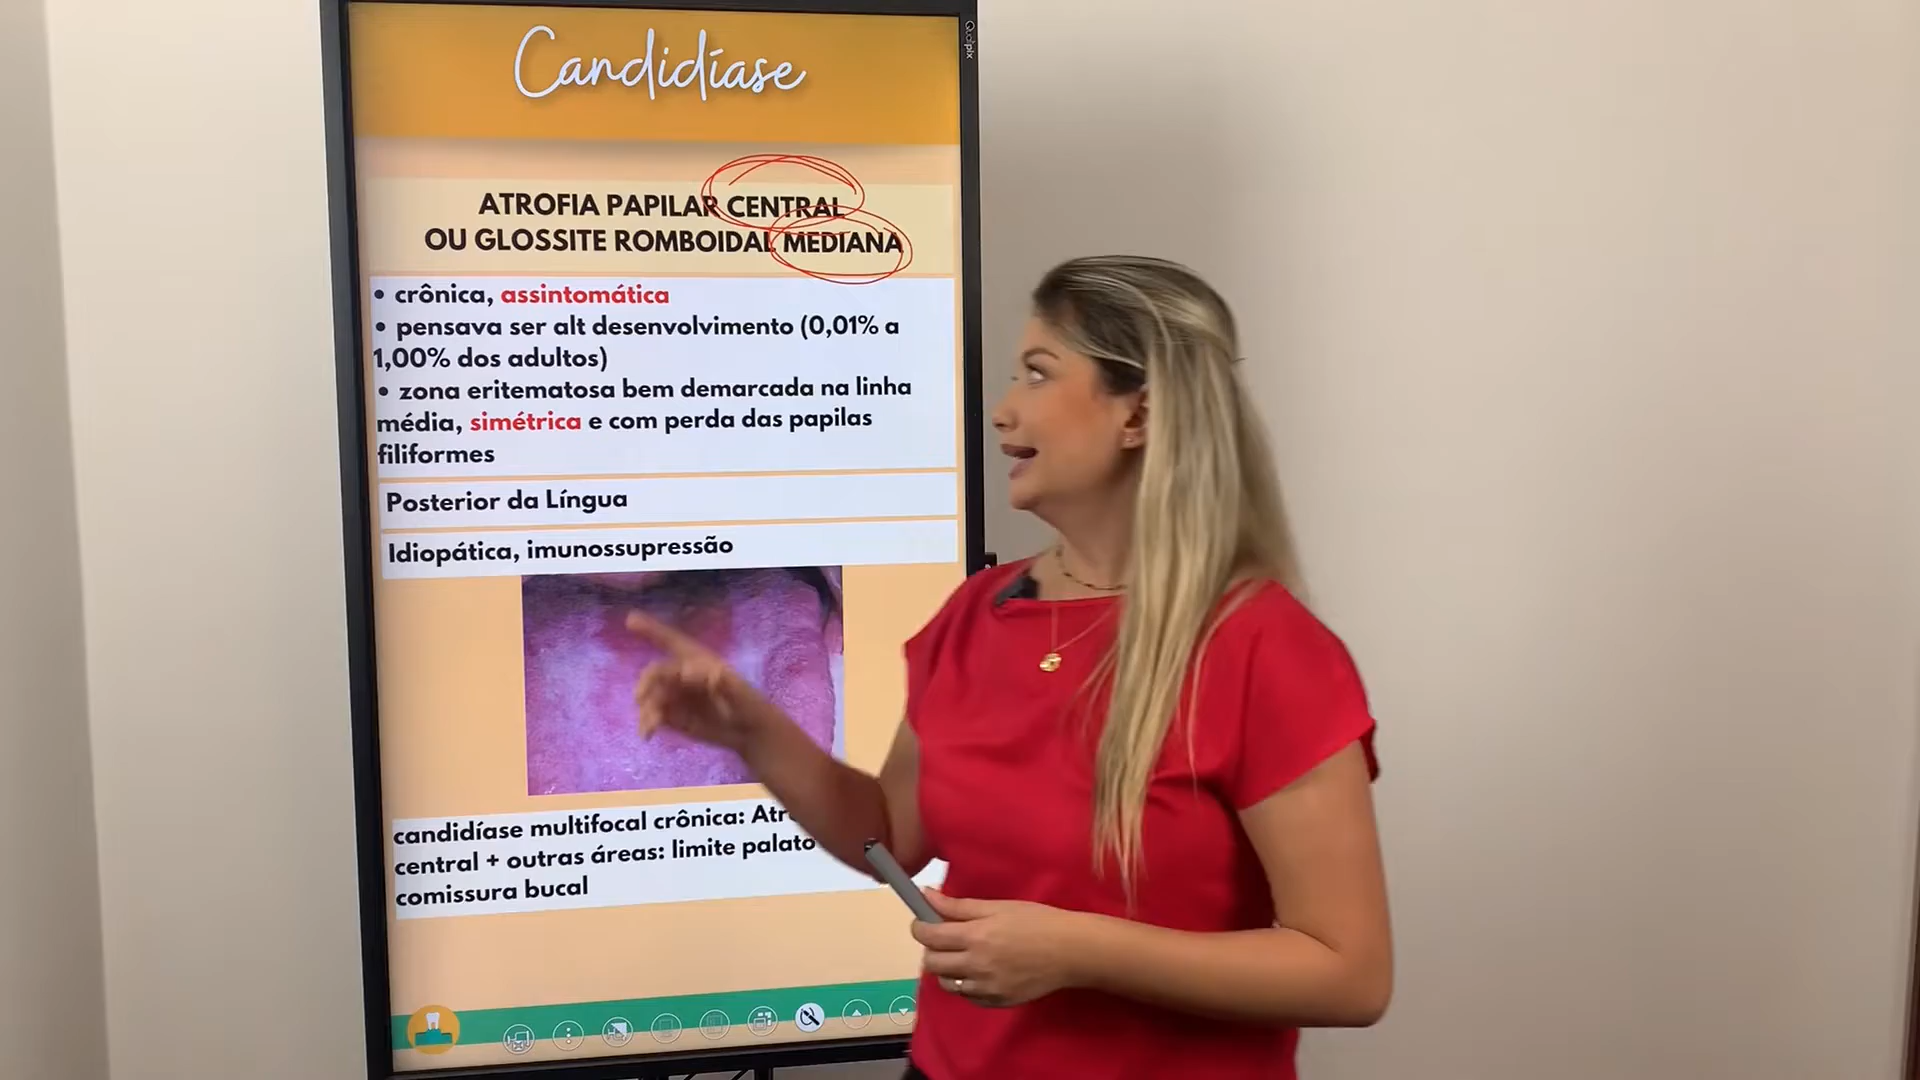 Candidíase
ATROFIA PAPILAR CENTRAL
OU GLOSSITE ROMBOIDAL MEDIANA
• crônica, assintomática
• pensava ser alt desenvolvimento (0,01% a
1,00% dos adultos)
• zona eritematosa bem demarcada na linha
média, simétrica e com perda das papilas
filiformes
Posterior da Língua
Idiopática, imunossupressão
candidíase multifocal crônica:
central + outras áreas: limite palato
comissura bucal